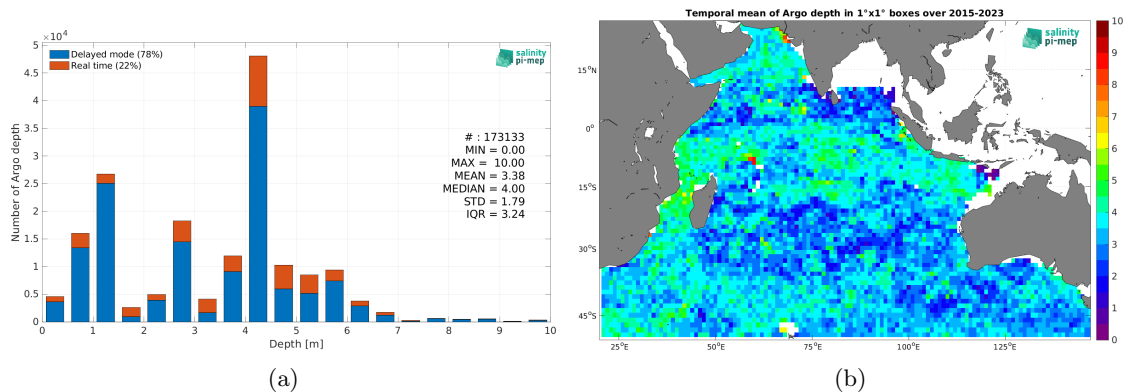 ×10⁴
5
4.5
4
3.5
3
2.5
2
1.5
1
0.5
0
Number of Argo depth
Delayed mode (78%)
Real time (22%)
salinity
pi-mep
# : 173133
MIN = 0.00
MAX = 10.00
MEAN = 3.38
MEDIAN = 4.00
STD = 1.79
IQR = 3.24
0 1 2 3 4 5 6 7 8 9 10
Depth [m]
(a)
Temporal mean of Argo depth in 1°x1° boxes over 2015-2023
salinity
pi-mep
15°N
0°
15°S
30°S
45°S
25°E 50°E 75°E 100°E 125°E
10
9
8
7
6
5
4
3
2
1
0
(b)